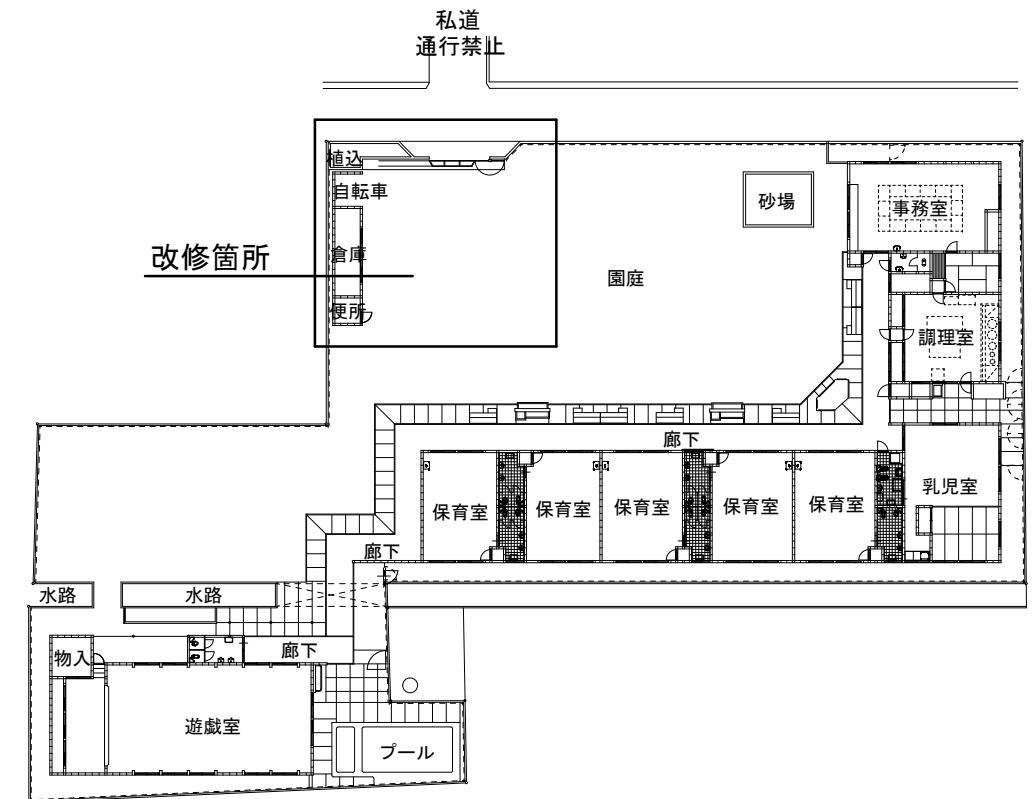 私道
通行禁止
植込
自転車
砂場
事務室
改修箇所
倉庫
園庭
便所
調理室
廊下
乳児室
保育室
保育室
保育室
保育室
保育室
廊下
水路
水路
物入
廊下
遊戯室
プール